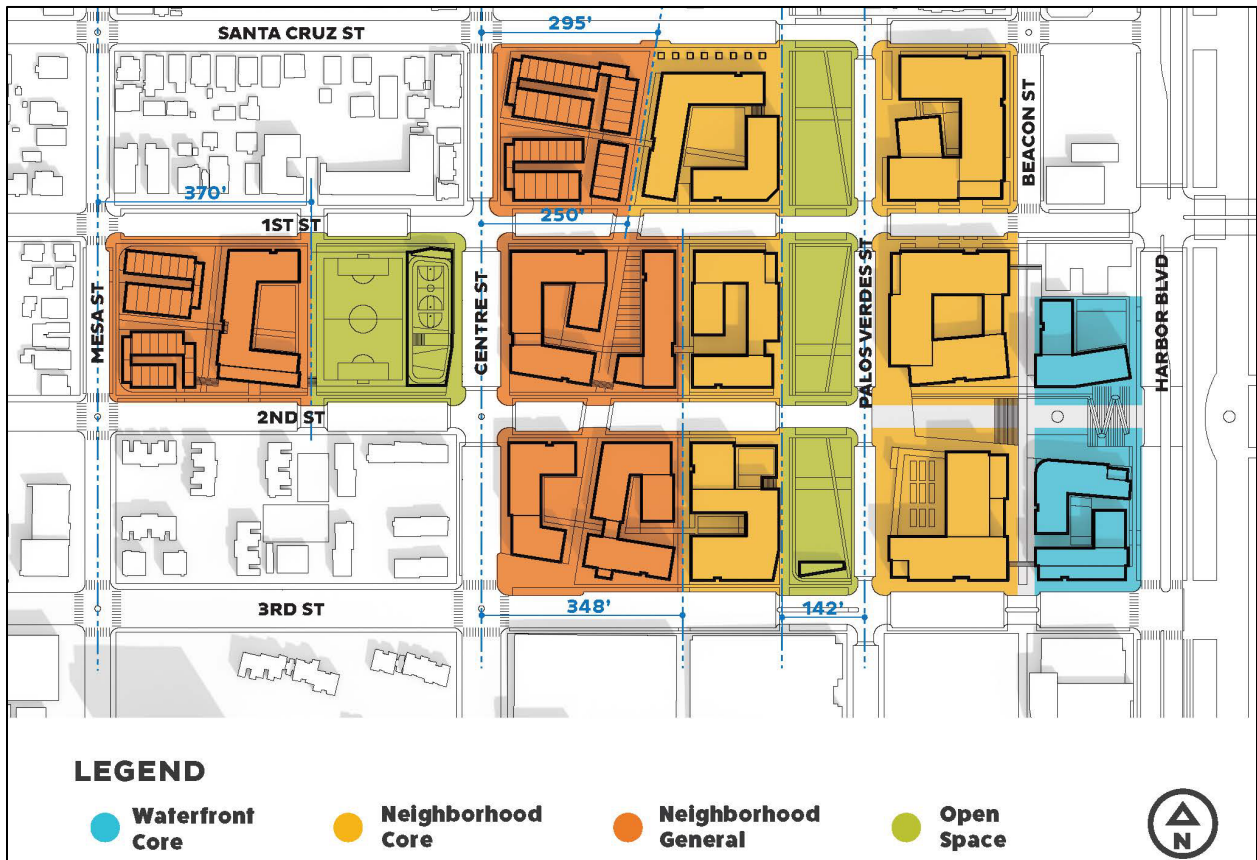 SANTA CRUZ ST
295'
BEACON ST
370'
1ST ST
250'
MESA ST
CENTRE ST
PALOS VERDES ST
HARBOR BLVD
2ND ST
3RD ST
348'
142'
LEGEND
Waterfront
Core
Neighborhood
Core
Neighborhood
General
Open
Space
N